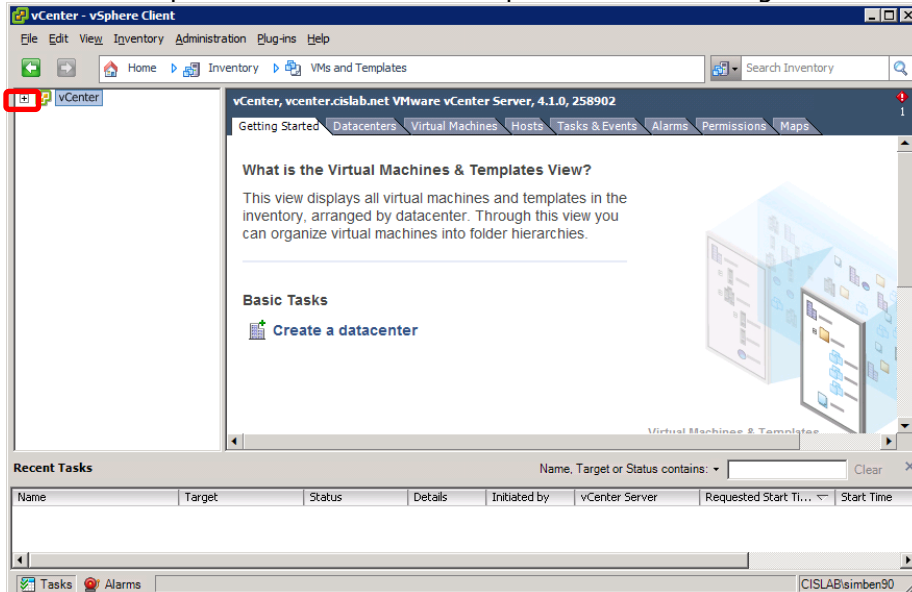 vCenter - vSphere Client
File Edit View Inventory Administration Plug-ins Help
Home Inventory VMs and Templates Search Inventory
vCenter
vCenter, vcenter.cislab.net VMware vCenter Server, 4.1.0, 258902
1
Getting Started Datacenters Virtual Machines Hosts Tasks & Events Alarms Permissions Maps
What is the Virtual Machines & Templates View?
This view displays all virtual machines and templates in the
inventory, arranged by datacenter. Through this view you
can organize virtual machines into folder hierarchies.
Basic Tasks
Create a datacenter
Virtual Machines & Templates
Recent Tasks Name, Target or Status contains: Clear
Name Target Status Details Initiated by vCenter Server Requested Start Ti... Start Time
Tasks Alarms CISLAB\simben90